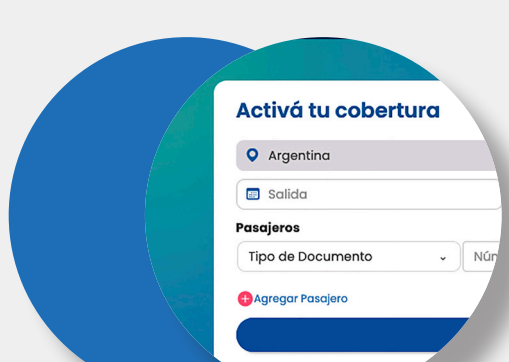 Activá tu cobertura
Argentina
Salida
Pasajeros
Tipo de Documento
Agregar Pasajero